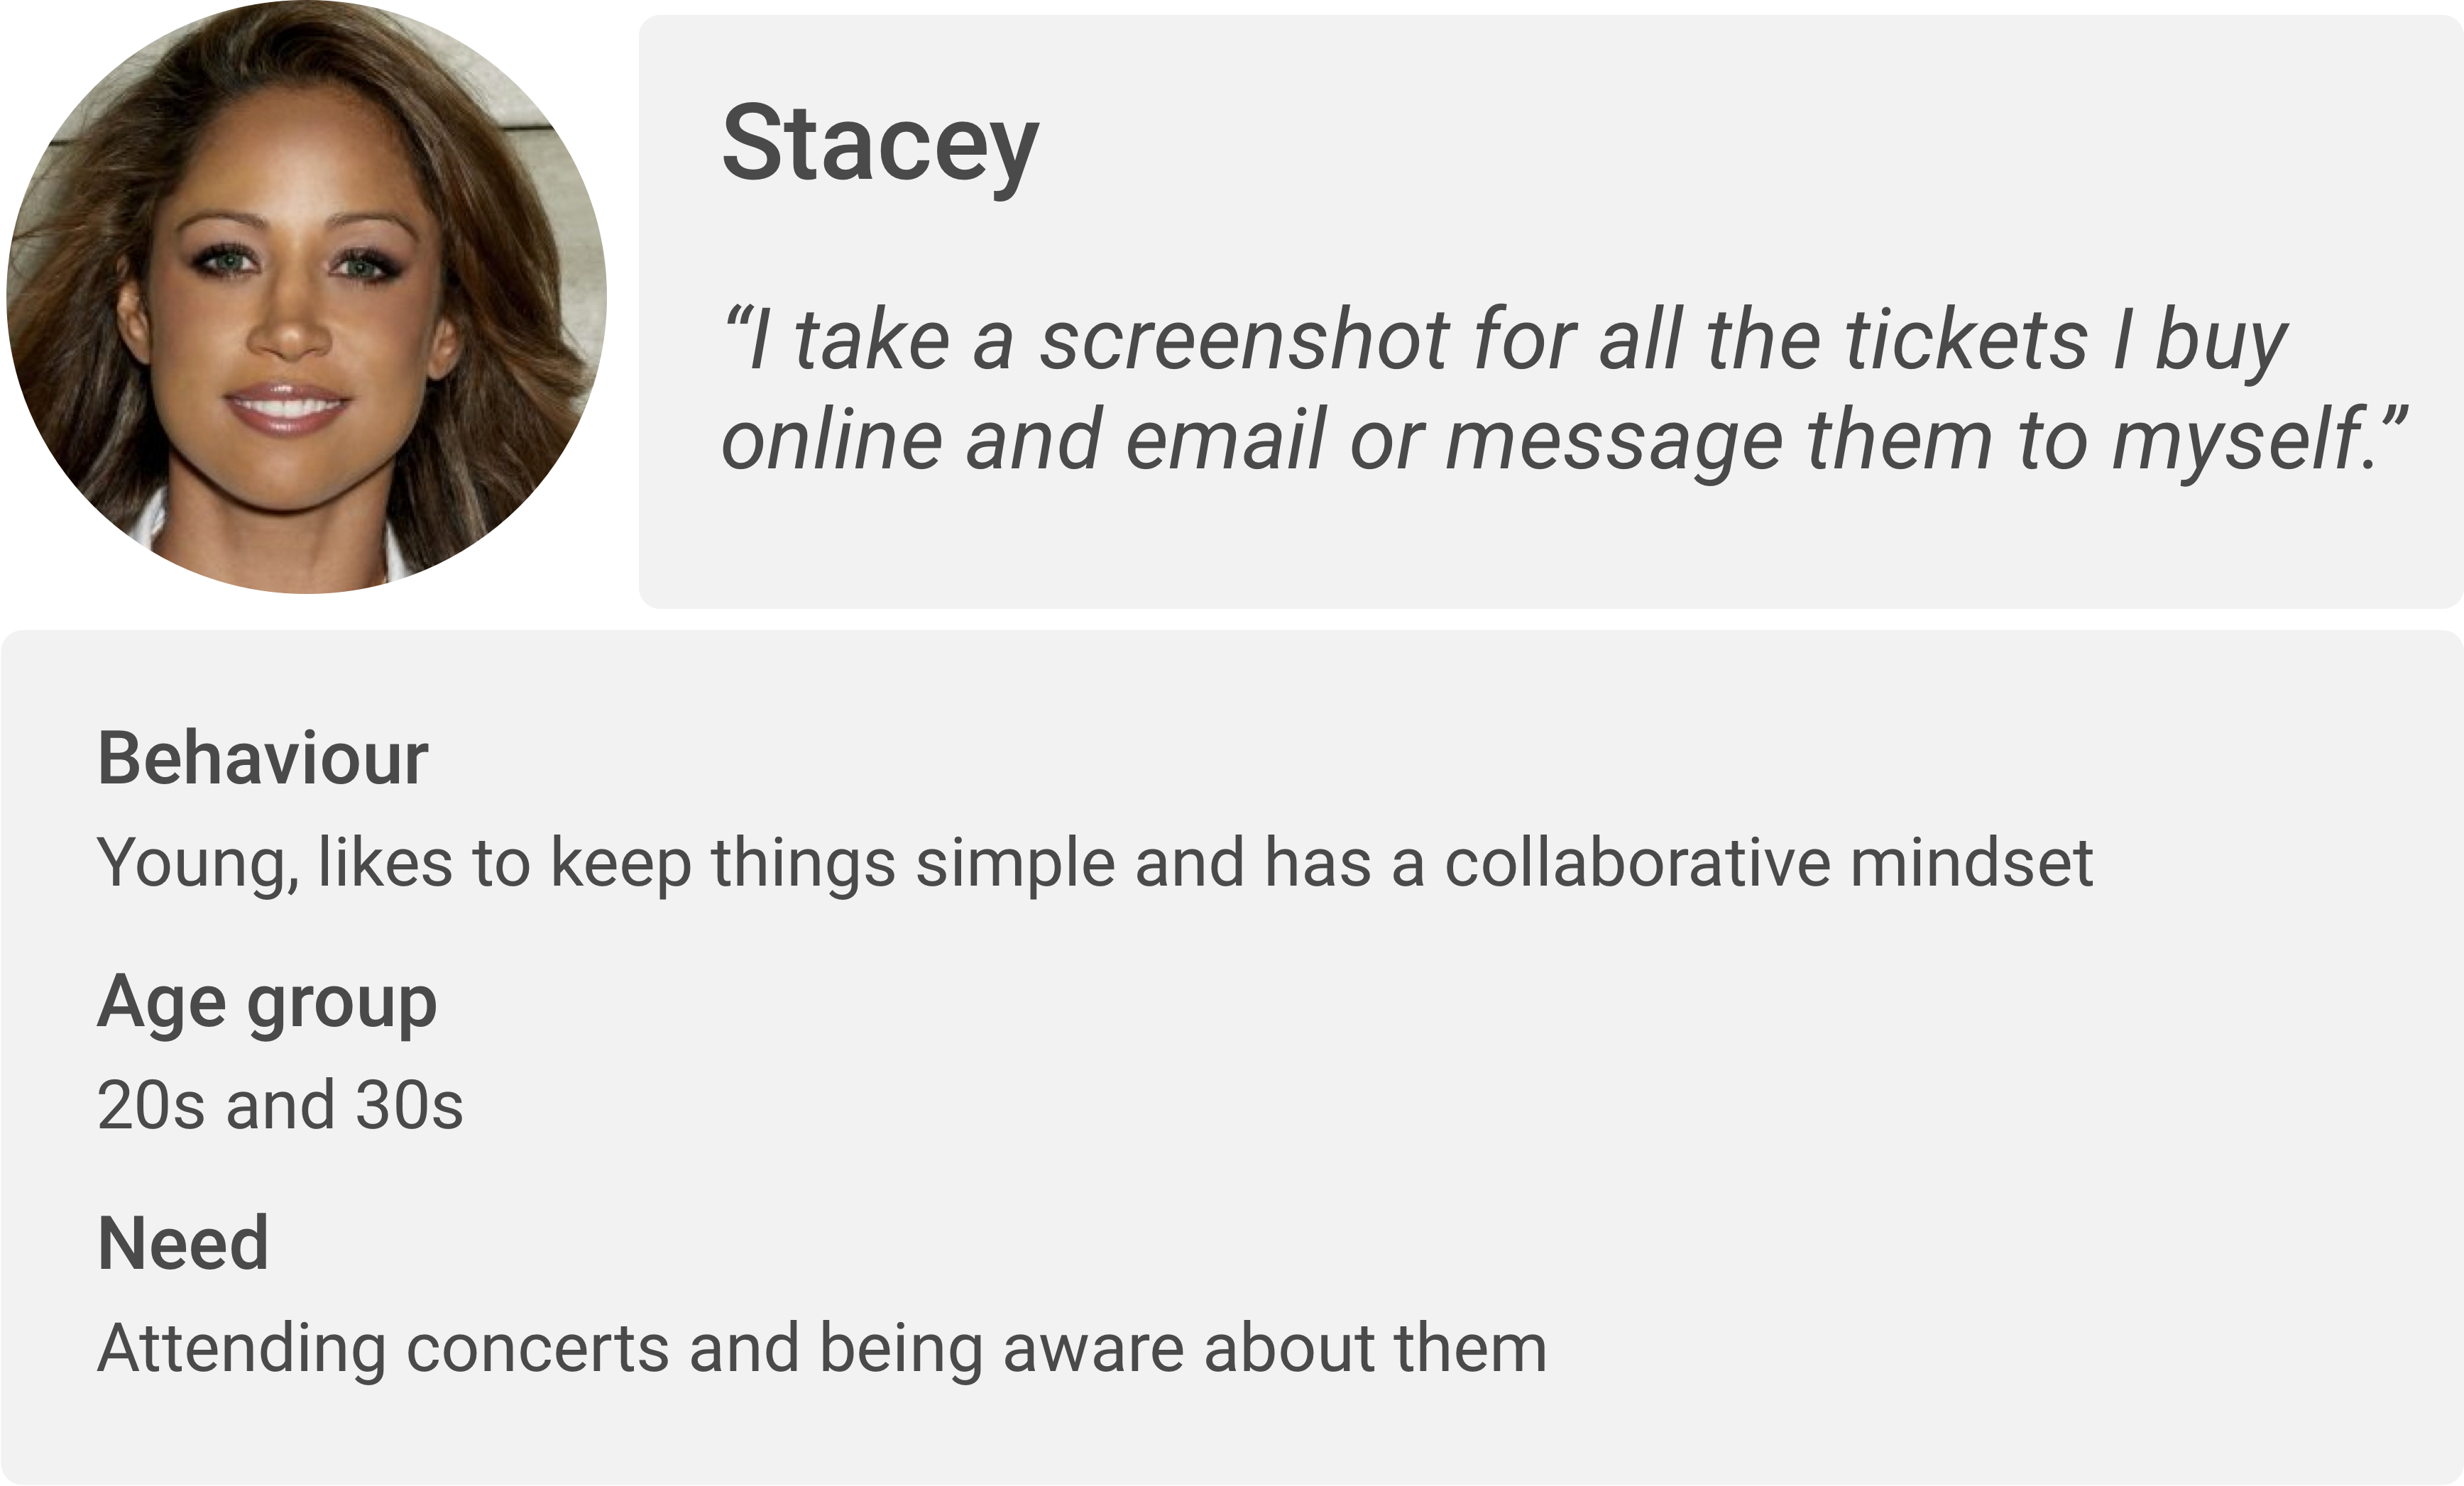 Stacey
“I take a screenshot for all the tickets I buy
online and email or message them to myself.”
Behaviour
Young, likes to keep things simple and has a collaborative mindset
Age group
20s and 30s
Need
Attending concerts and being aware about them